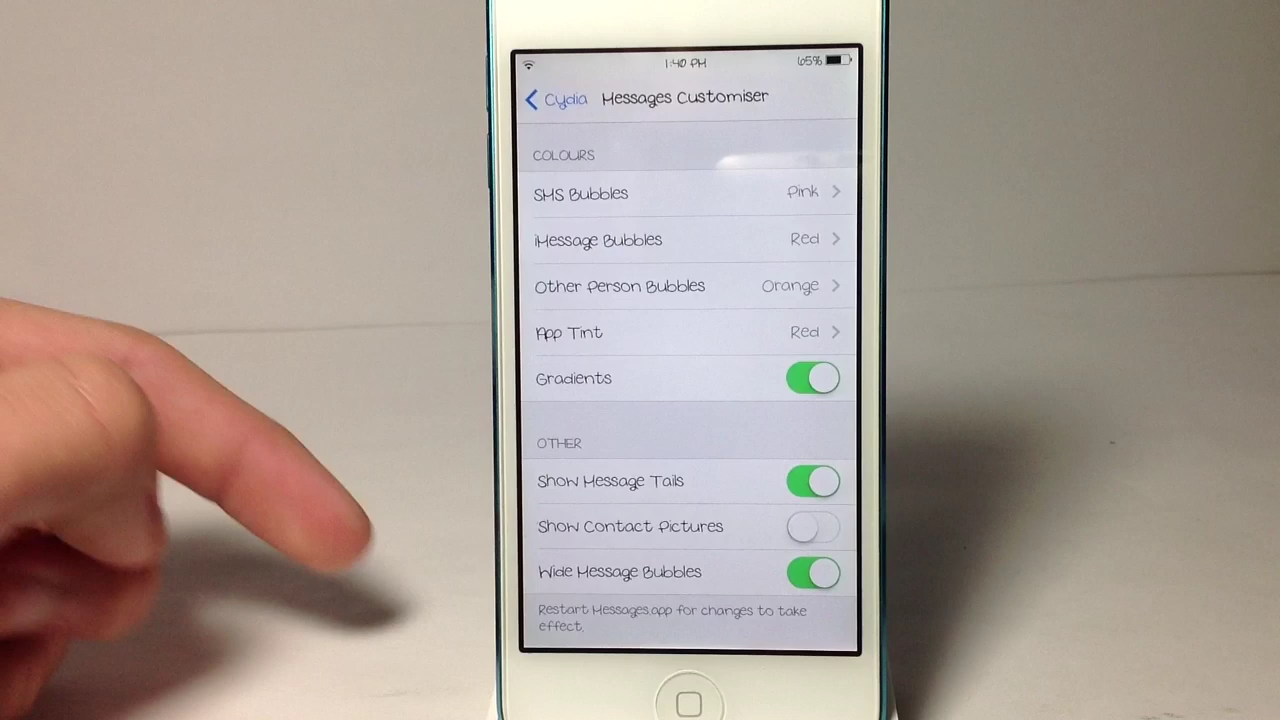 1:40 PM 65%
Cydia Messages Customiser
COLOURS
SMS Bubbles Pink
iMessage Bubbles Red
Other Person Bubbles Orange
App Tint Red
Gradients
OTHER
Show Message Tails
Show Contact Pictures
Wide Message Bubbles
Restart Messages.app for changes to take
effect.